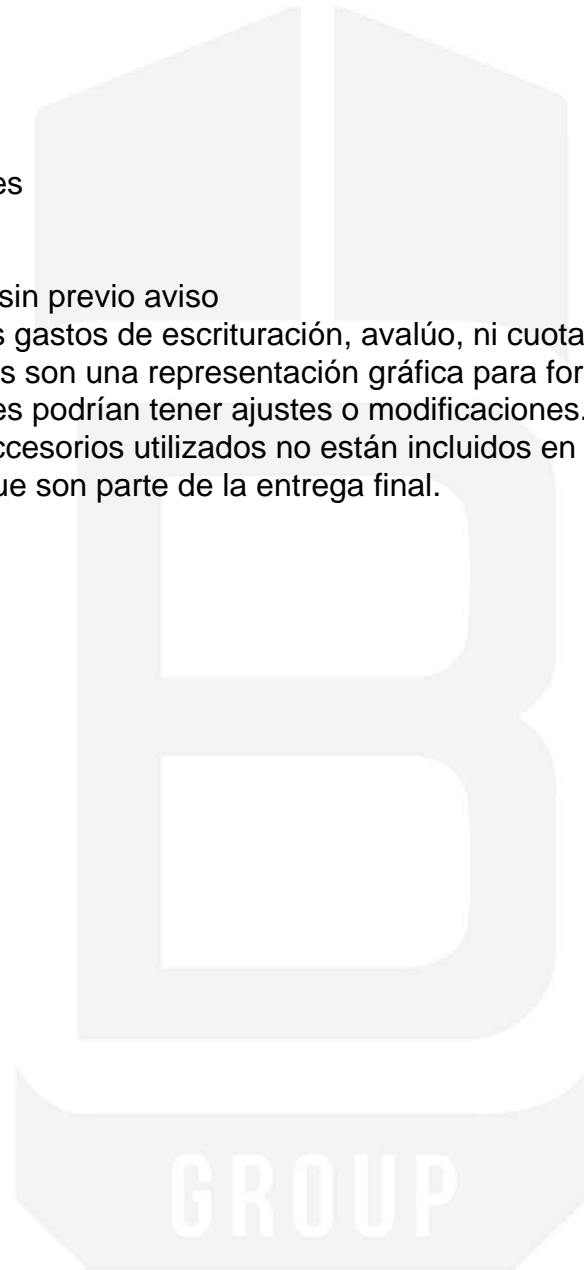 es
sin previo aviso
s gastos de escrituración, avalúo, ni cuota
s son una representación gráfica para for
es podrían tener ajustes o modificaciones.
ccesorios utilizados no están incluidos en
ue son parte de la entrega final.
B
GROUP